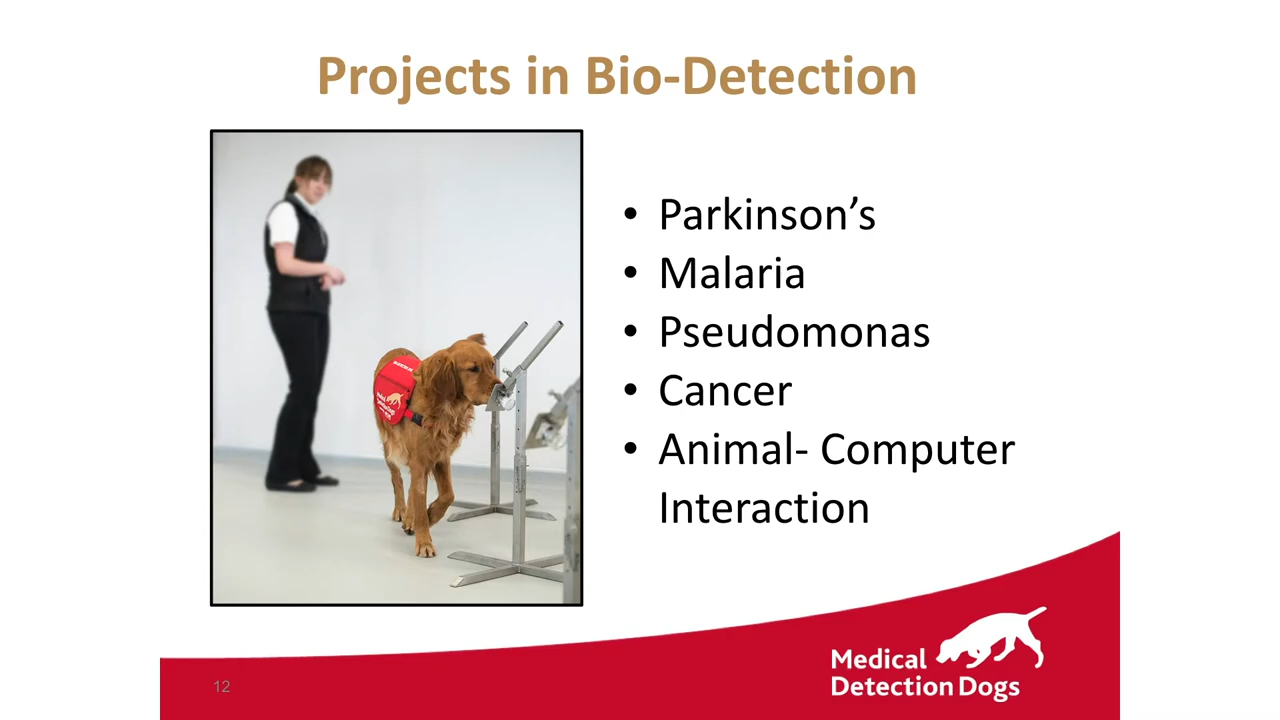 Projects in Bio-Detection
• Parkinson’s
• Malaria
• Pseudomonas
• Cancer
• Animal- Computer
Interaction
12
Medical
Detection Dogs